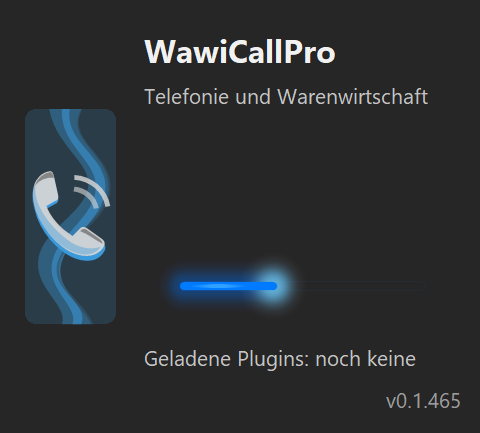 WawiCallPro
Telefonie und Warenwirtschaft
Geladene Plugins: noch keine
v0.1.465